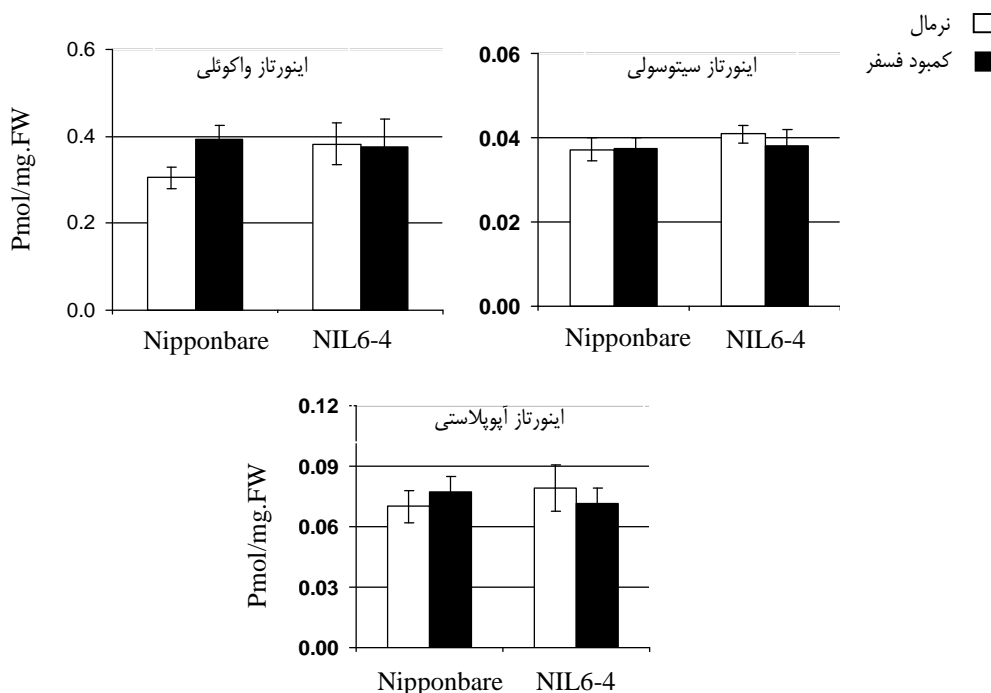 نرمال
کمبود فسفر
اینورتاز واکوئلی
Pmol/mg.FW
0.6
0.4
0.2
0.0
Nipponbare NIL6-4
اینورتاز سیتوسولی
0.06
0.04
0.02
0.00
Nipponbare NIL6-4
اینورتاز آپوپلاستی
Pmol/mg.FW
0.12
0.09
0.06
0.03
0.00
Nipponbare NIL6-4